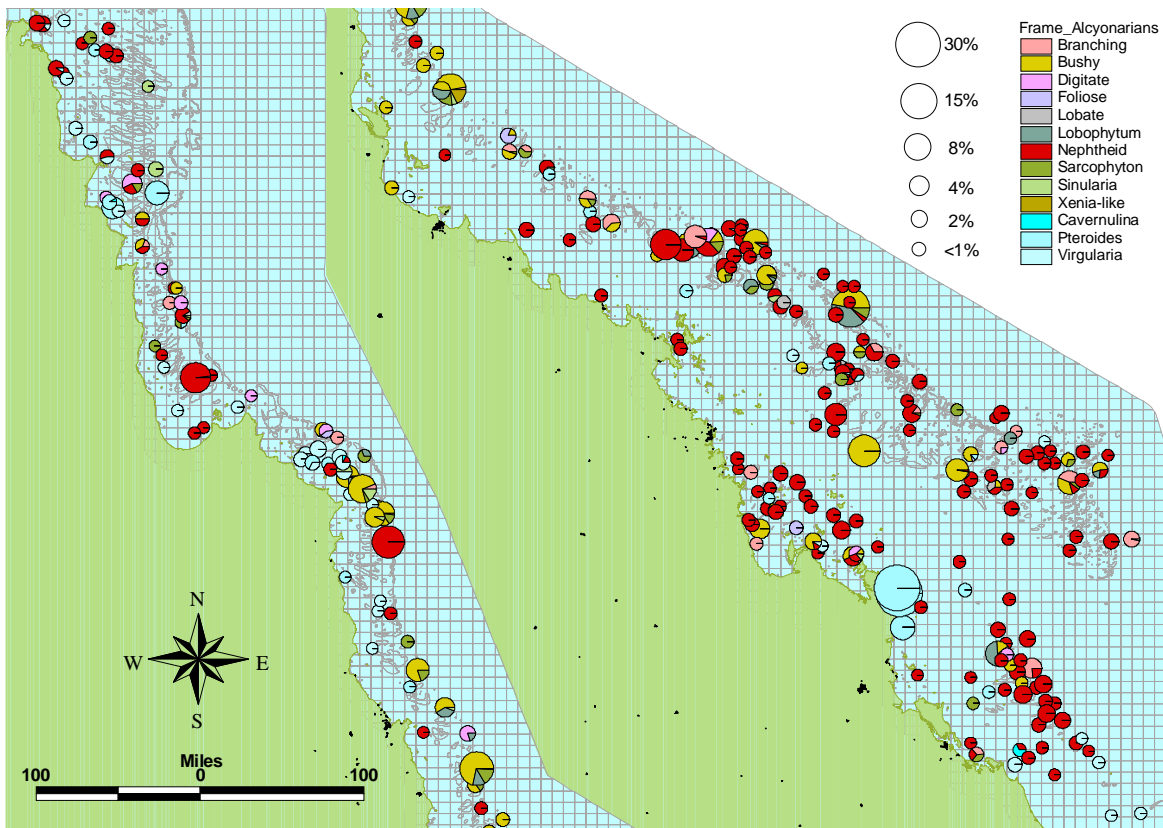 30%
15%
8%
4%
2%
<1%
Frame_Alcyonarians
Branching
Bushy
Digitate
Foliose
Lobate
Lobophytum
Nephtheid
Sarcophyton
Sinularia
Xenia-like
Cavernulina
Pteroides
Virgularia
N
W E
S
Miles
100 0 100